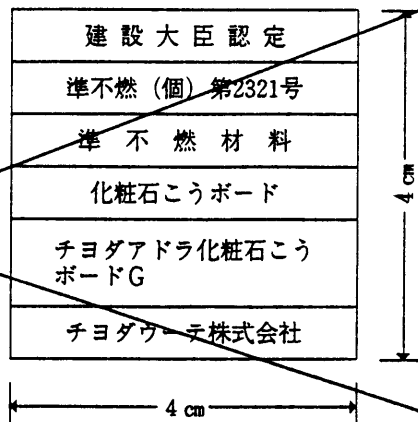 建設大臣認定
準不燃(個)第2321号
準不燃材料
化粧石こうボード
チヨダアドラ化粧石こう
ボードG
チヨダウーテ株式会社
4cm
4cm